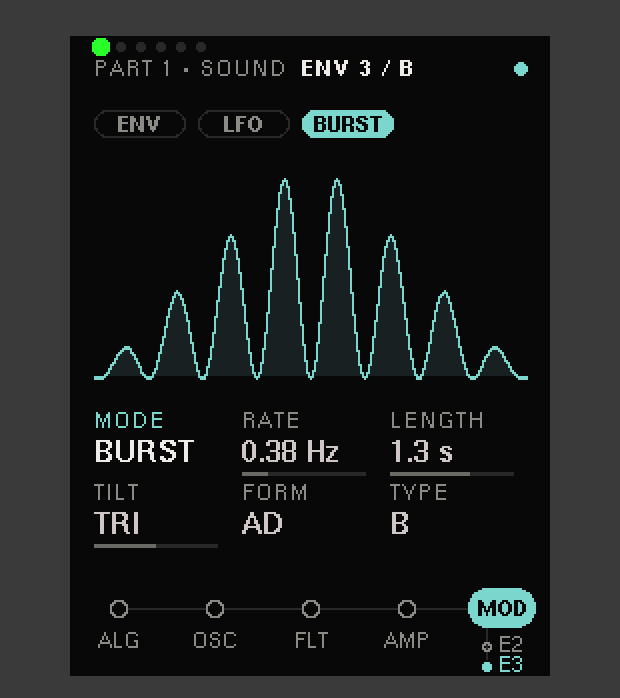 PART 1 · SOUND ENV 3 / B
ENV LFO BURST
MODE RATE LENGTH
BURST 0.38 Hz 1.3 s
TILT FORM TYPE
TRI AD B
MOD
ALG OSC FLT AMP
E2
E3